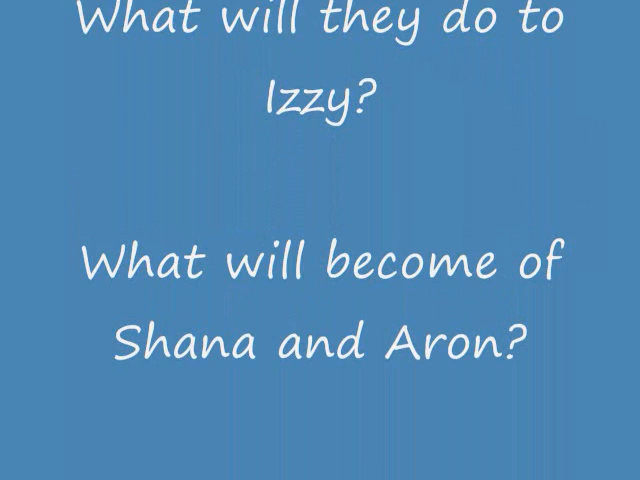 What will they do to
Izzy?
What will become of
Shana and Aron?